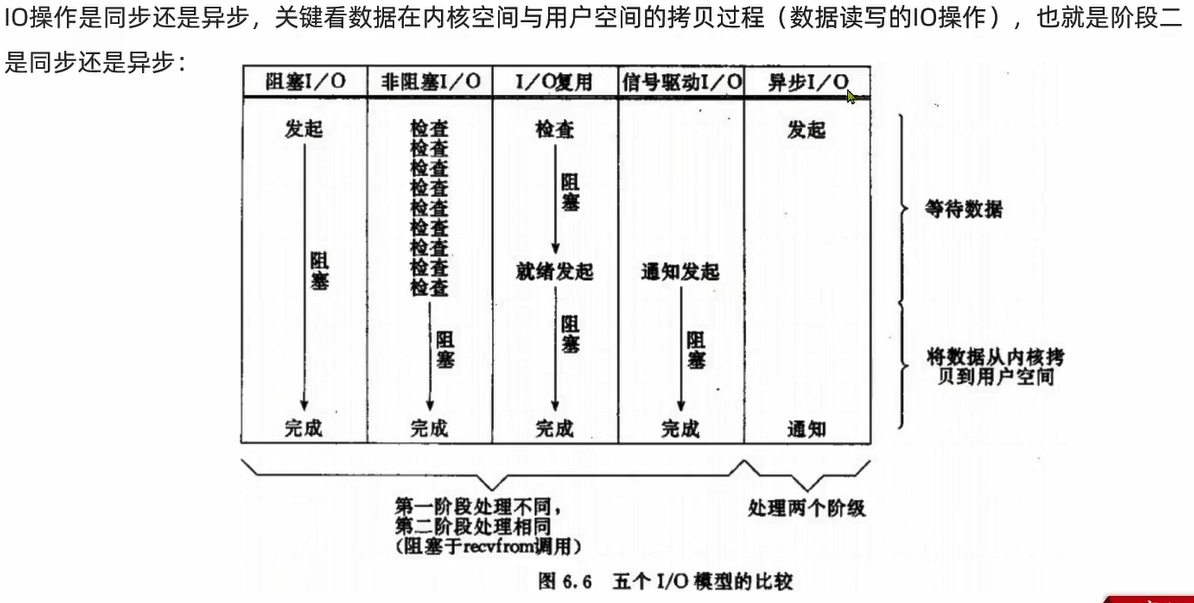 IO操作是同步还是异步，关键看数据在内核空间与用户空间的拷贝过程（数据读写的IO操作），也就是阶段二
是同步还是异步：
阻塞I/O 非阻塞I/O I/O复用 信号驱动I/O 异步I/O
发起 检查 检查 发起
检查
检查
检查
检查
检查
检查
检查
检查
阻塞
等待数据
阻塞
就绪发起 通知发起
阻塞 阻塞 阻塞
将数据从内核拷
贝到用户空间
完成 完成 完成 完成 通知
第一阶段处理不同，
第二阶段处理相同
(阻塞于recvfrom调用)
处理两个阶级
图 6.6 五个 I/O 模型的比较